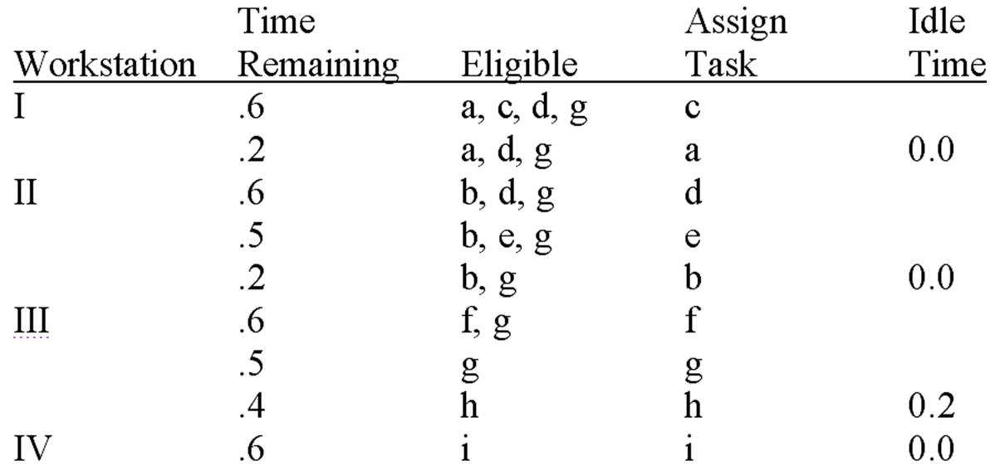 Time Assign Idle
Workstation Remaining Eligible Task Time
I .6 a, c, d, g c
.2 a, d, g a 0.0
II .6 b, d, g d
.5 b, e, g e
.2 b, g b 0.0
III .6 f, g f
.5 g g
.4 h h 0.2
IV .6 i i 0.0